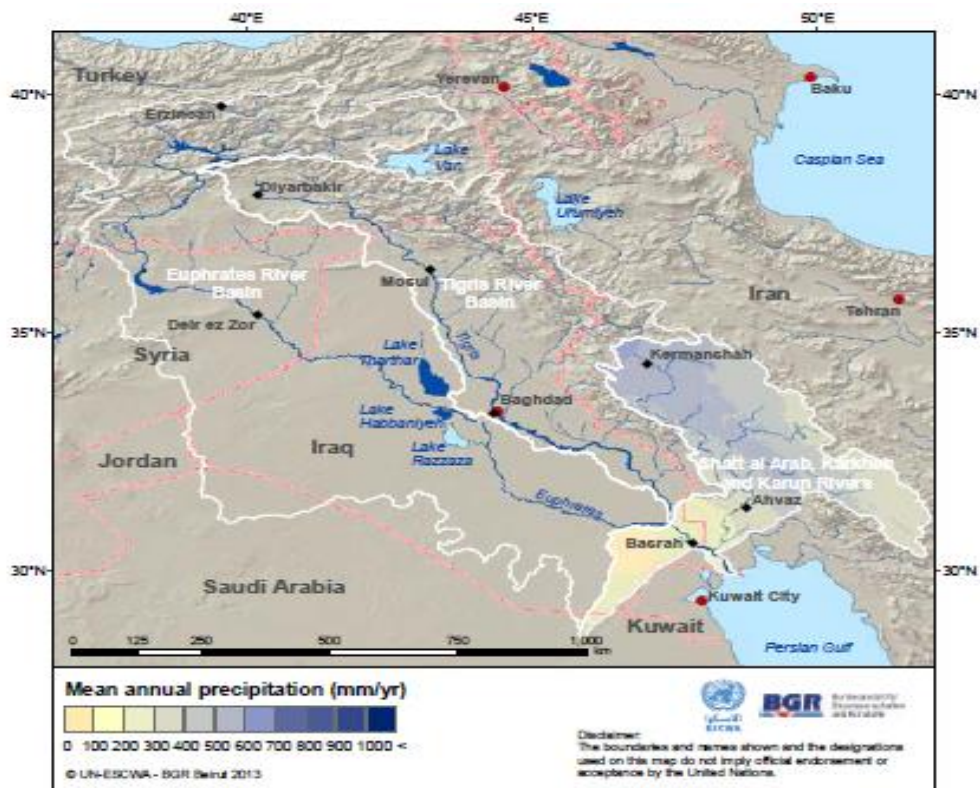 40°E 45°E 50°E
Turkey
Yerevan
Baku
40°N 40°N
Erzincan
Lake
Van
Caspian Sea
Diyarbakir
Lake
Urumiyeh
Euphrates River
Basin
Mosul
Tigris River
Basin
Iran
Tehran
Deir ez Zor
35°N 35°N
Syria
Lake
Tharthar
Tigris
Kermanshah
Baghdad
Lake
Habbaniyeh
Lake
Razzaza
Iraq
Jordan
Shatt al Arab, Karkheh
and Karun Rivers
Euphrates
Ahvaz
Basrah
30°N 30°N
Saudi Arabia
Kuwait City
Kuwait
Persian Gulf
0 125 250 500 750 1,000
km
Mean annual precipitation (mm/yr)
0 100 200 300 400 500 600 700 800 900 1000 <
© UN-ESCWA - BGR Beirut 2013
ESCWA
BGR
Disclaimer:
The boundaries and names shown and the designations
used on this map do not imply official endorsement or
acceptance by the United Nations.